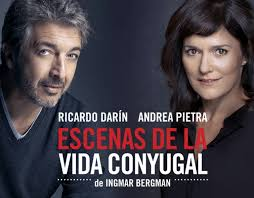 RICARDO DARÍN ANDREA PIETRA
ESCENAS DE LA
VIDA CONYUGAL
de INGMAR BERGMAN